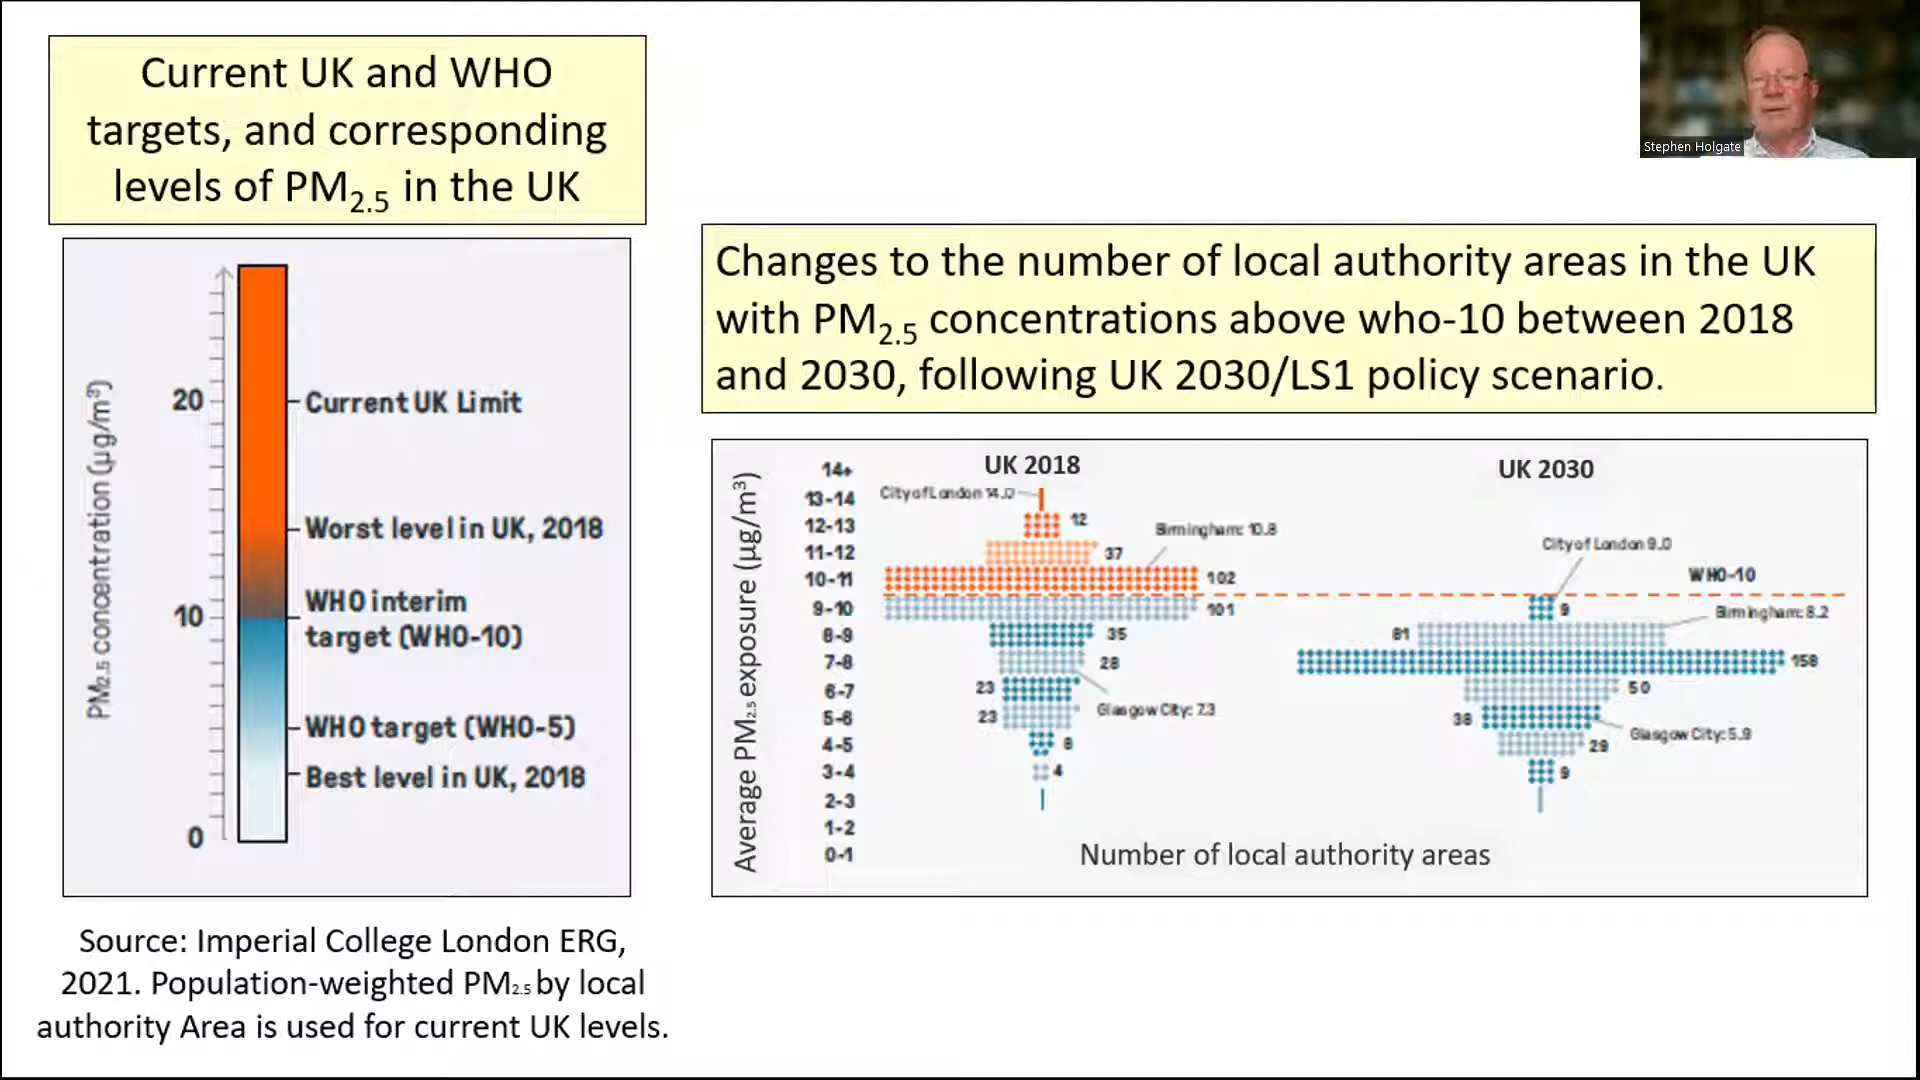 Current UK and WHO
targets, and corresponding
levels of PM2.5 in the UK
Stephen Holgate
PM2.5 concentration (µg/m³)
20
10
0
Current UK Limit
Worst level in UK, 2018
WHO interim
target (WHO-10)
WHO target (WHO-5)
Best level in UK, 2018
Source: Imperial College London ERG,
2021. Population-weighted PM2.5 by local
authority Area is used for current UK levels.
Changes to the number of local authority areas in the UK
with PM2.5 concentrations above who-10 between 2018
and 2030, following UK 2030/LS1 policy scenario.
Average PM2.5 exposure (µg/m³)
14+
13-14
12-13
11-12
10-11
9-10
8-9
7-8
6-7
5-6
4-5
3-4
2-3
1-2
0-1
UK 2018
City of London 14.0
12
37
Birmingham: 10.8
102
101
35
28
23
23
Glasgow City: 7.3
8
4
UK 2030
City of London 9.0
WHO-10
9
Birmingham: 8.2
81
158
50
38
Glasgow City: 5.9
29
9
Number of local authority areas